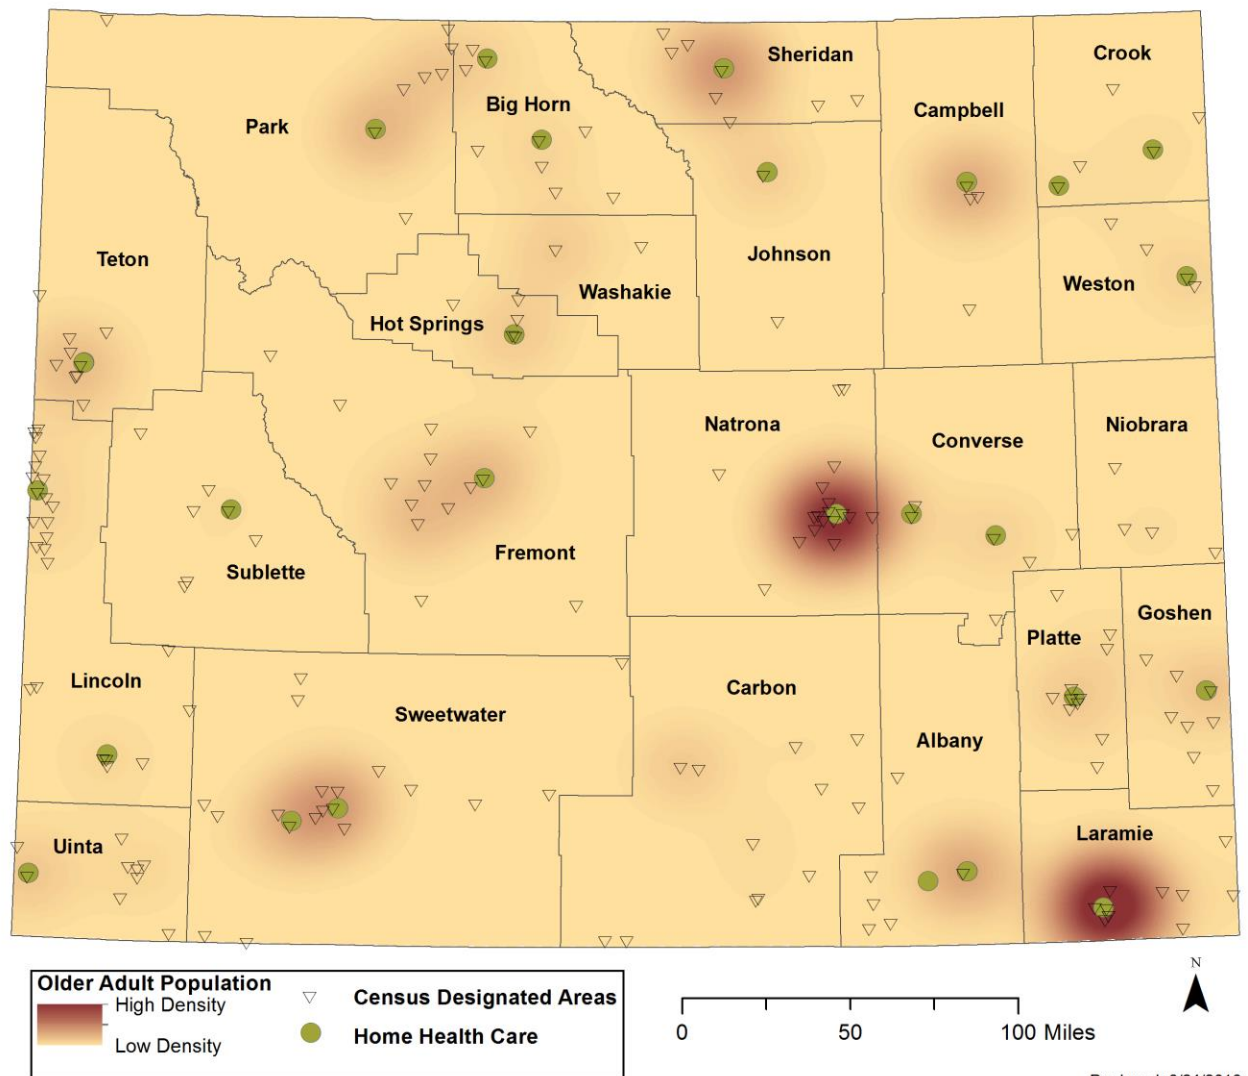 Sheridan
Crook
Big Horn
Campbell
Park
Teton
Johnson
Washakie
Weston
Hot Springs
Natrona
Converse
Niobrara
Fremont
Sublette
Goshen
Platte
Lincoln
Carbon
Sweetwater
Albany
Laramie
Uinta
Older Adult Population
High Density
Low Density
Census Designated Areas
Home Health Care
0 50 100 Miles
N